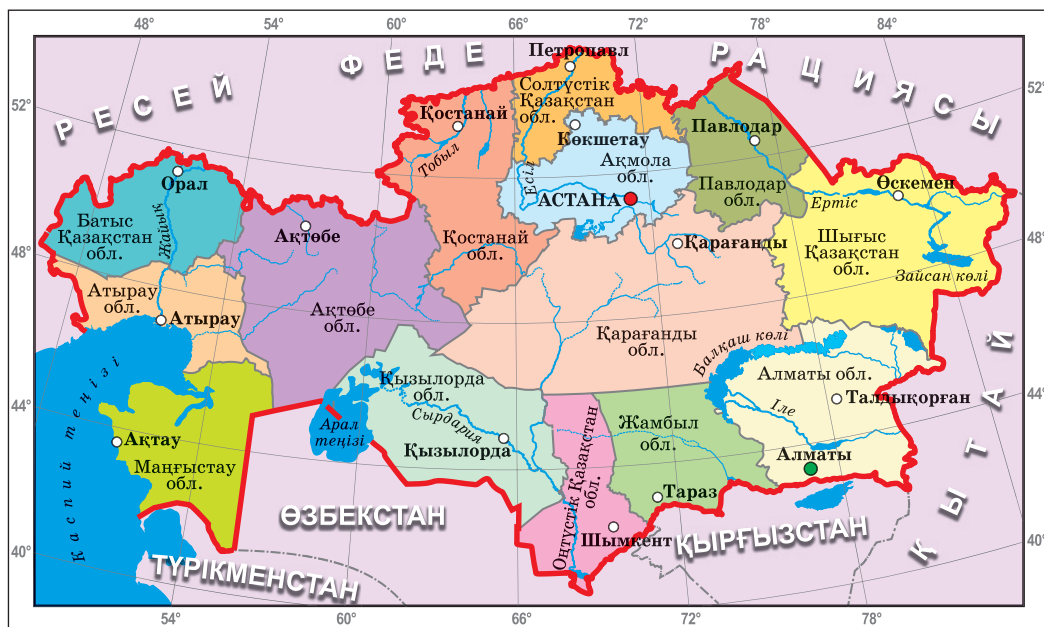 48°
54°
60°
66°
72°
78°
84°
РЕСЕЙ ФЕДЕРАЦИЯСЫ
52°
48°
44°
40°
52°
48°
44°
40°
Петропавл
Солтүстік
Қазақстан
обл.
Қостанай
Тобыл
Көкшетау
Ақмола
обл.
Есіл
АСТАНА
Павлодар
Павлодар
обл.
Ертіс
Өскемен
Шығыс
Қазақстан
обл.
Зайсан көлі
Орал
Батыс
Қазақстан
обл.
Жайық
Ақтөбе
Ақтөбе
обл.
Қостанай
обл.
Қарағанды
Қарағанды
обл.
Атырау
обл.
Атырау
Каспий теңізі
Ақтау
Маңғыстау
обл.
Арал
теңізі
Қызылорда
обл.
Сырдария
Қызылорда
Оңтүстік Қазақстан
обл.
Шымкент
Жамбыл
обл.
Тараз
Балқаш көлі
Алматы обл.
Іле
Талдықорған
Алматы
ҚЫТАЙ
ӨЗБЕКСТАН
ҚЫРҒЫЗСТАН
ТҮРІКМЕНСТАН
54°
60°
66°
72°
78°